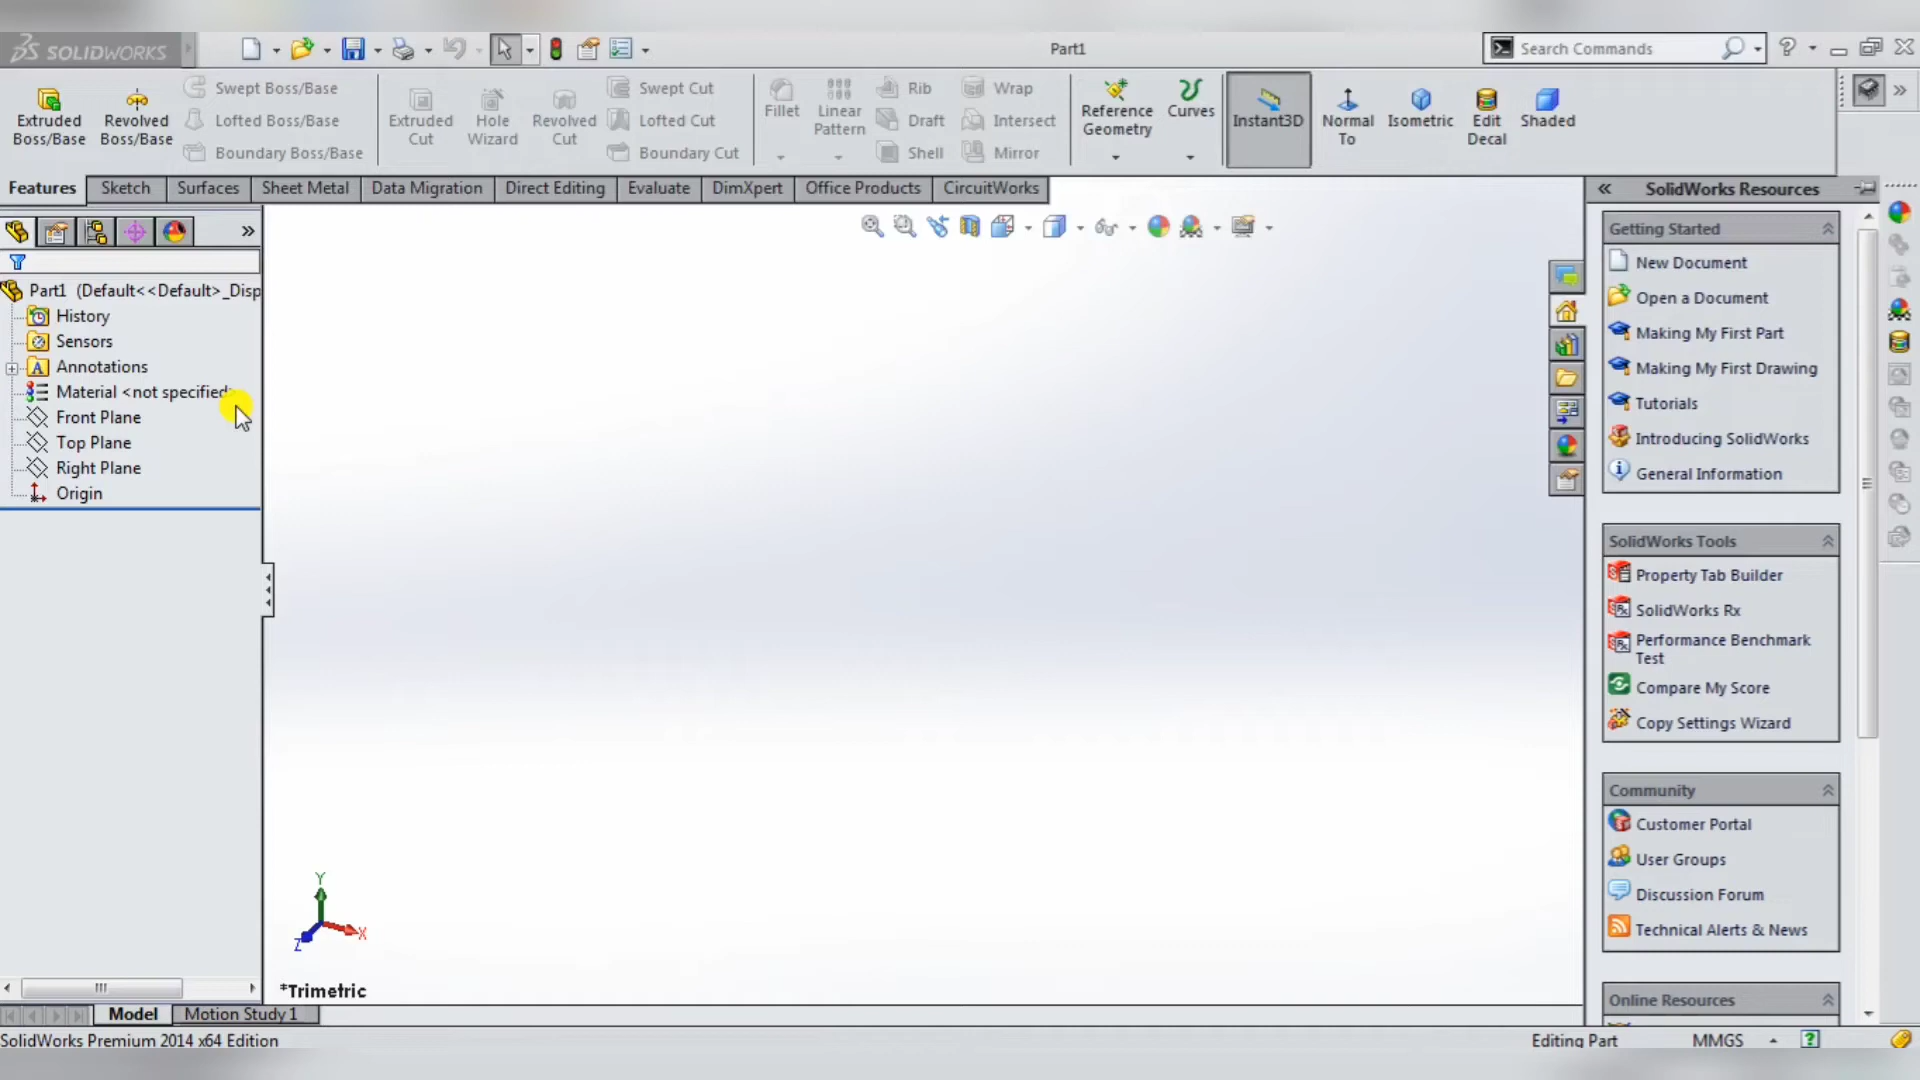 SOLIDWORKS
Part1
Search Commands
Extruded Boss/Base
Revolved Boss/Base
Swept Boss/Base
Lofted Boss/Base
Boundary Boss/Base
Extruded Cut
Hole Wizard
Revolved Cut
Swept Cut
Lofted Cut
Boundary Cut
Fillet
Linear Pattern
Rib
Draft
Shell
Wrap
Intersect
Mirror
Reference Geometry
Curves
Instant3D
Normal To
Isometric
Edit Decal
Shaded
Features
Sketch
Surfaces
Sheet Metal
Data Migration
Direct Editing
Evaluate
DimXpert
Office Products
CircuitWorks
Part1 (Default<<Default>_Disp
History
Sensors
Annotations
Material <not specified>
Front Plane
Top Plane
Right Plane
Origin
Y
X
Z
*Trimetric
SolidWorks Resources
Getting Started
New Document
Open a Document
Making My First Part
Making My First Drawing
Tutorials
Introducing SolidWorks
General Information
SolidWorks Tools
Property Tab Builder
SolidWorks Rx
Performance Benchmark
Test
Compare My Score
Copy Settings Wizard
Community
Customer Portal
User Groups
Discussion Forum
Technical Alerts & News
Online Resources
Model
Motion Study 1
SolidWorks Premium 2014 x64 Edition
Editing Part
MMGS